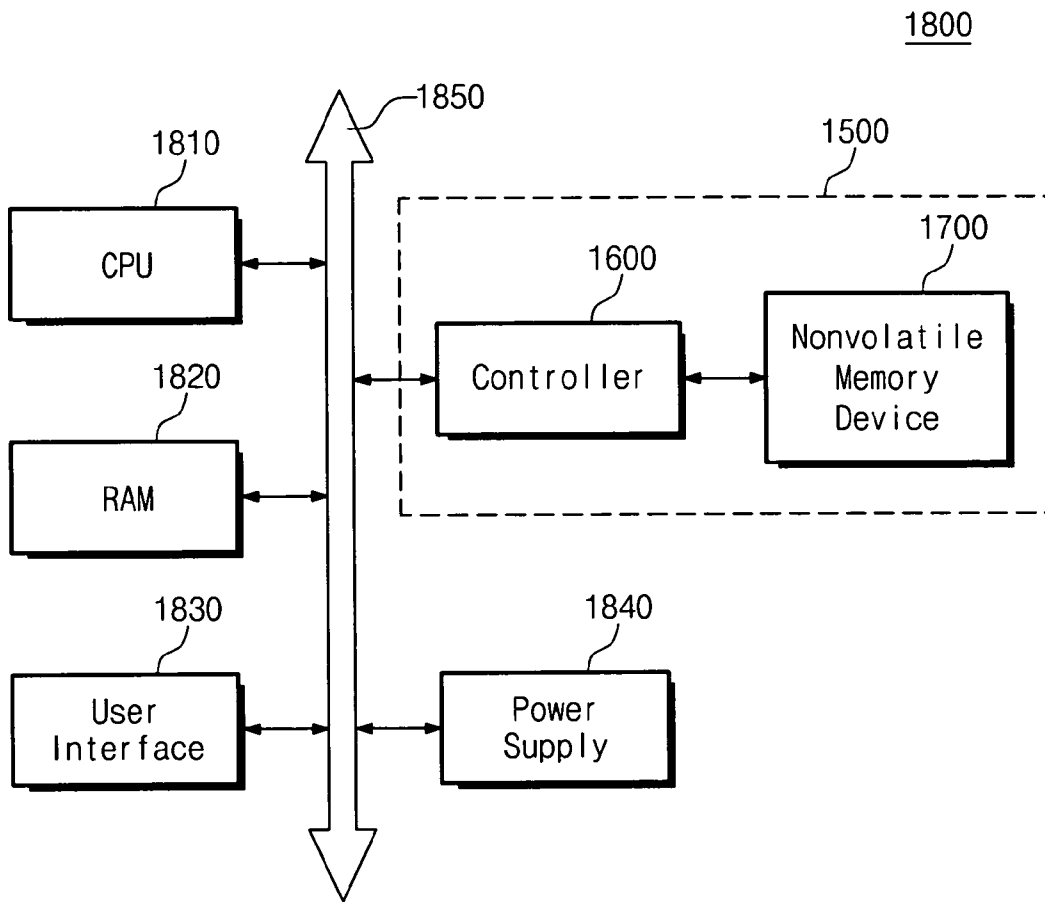 1800
1850
1810
1500
CPU
1700
1600
Nonvolatile
Memory
Device
Controller
1820
RAM
1830
1840
User
Interface
Power
Supply